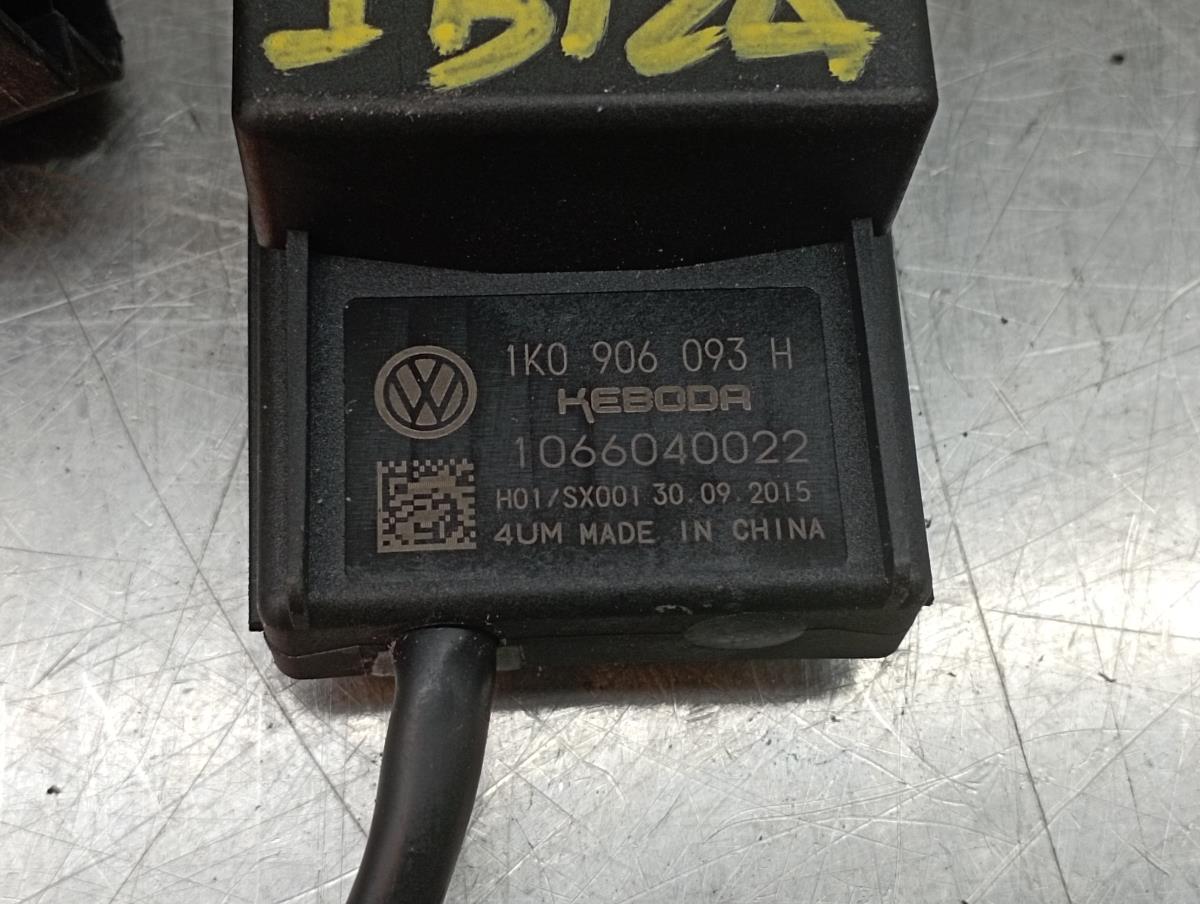 IBIZA
1K0 906 093 H
KEBODA
1066040022
H01/SX001 30.09.2015
4UM MADE IN CHINA